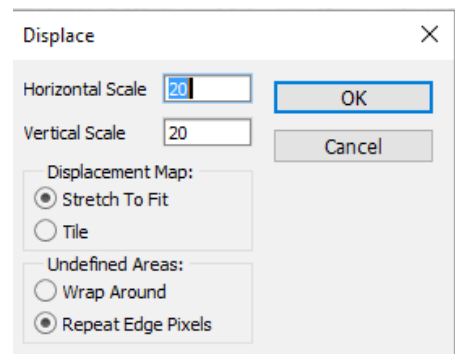 Displace
Horizontal Scale 20
OK
Vertical Scale 20
Cancel
Displacement Map:
Stretch To Fit
Tile
Undefined Areas:
Wrap Around
Repeat Edge Pixels